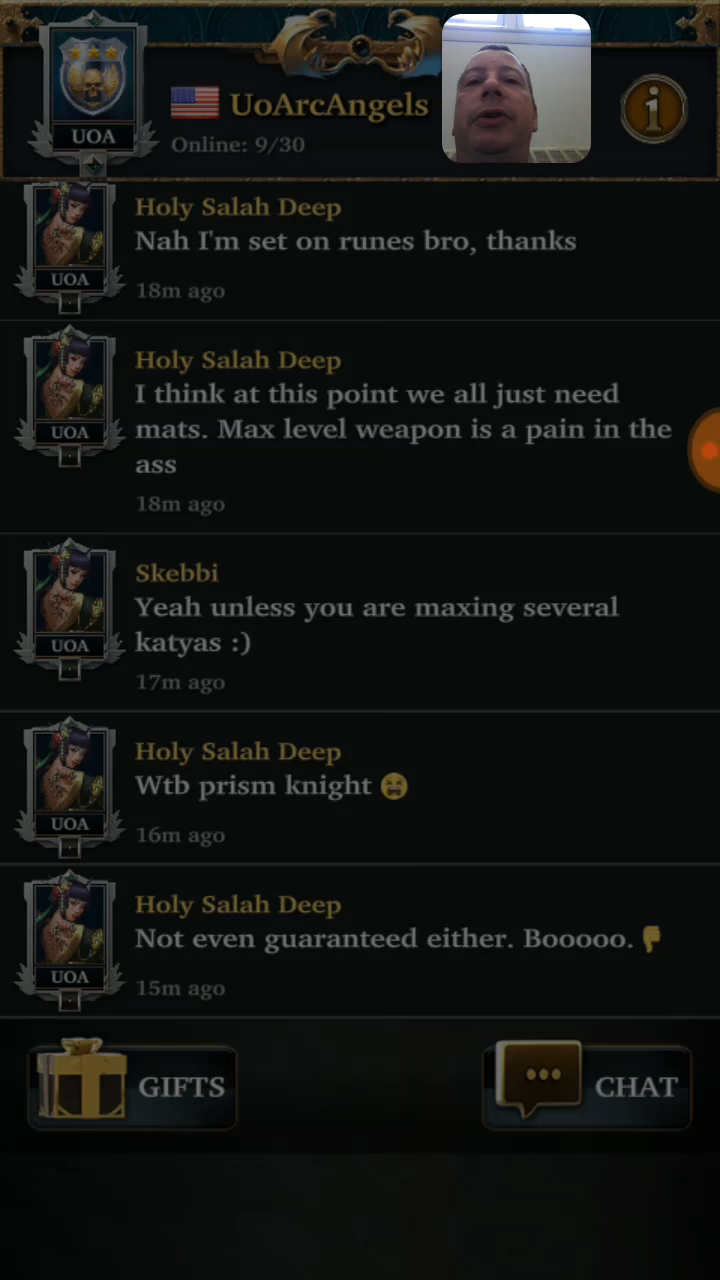 UoArcAngels
UOA
Online: 9/30
Holy Salah Deep
Nah I'm set on runes bro, thanks
UOA
18m ago
Holy Salah Deep
I think at this point we all just need
mats. Max level weapon is a pain in the
ass
UOA
18m ago
Skebbi
Yeah unless you are maxing several
katyas :)
UOA
17m ago
Holy Salah Deep
Wtb prism knight 😫
UOA
16m ago
Holy Salah Deep
Not even guaranteed either. Booooo. 👎
UOA
15m ago
GIFTS
CHAT